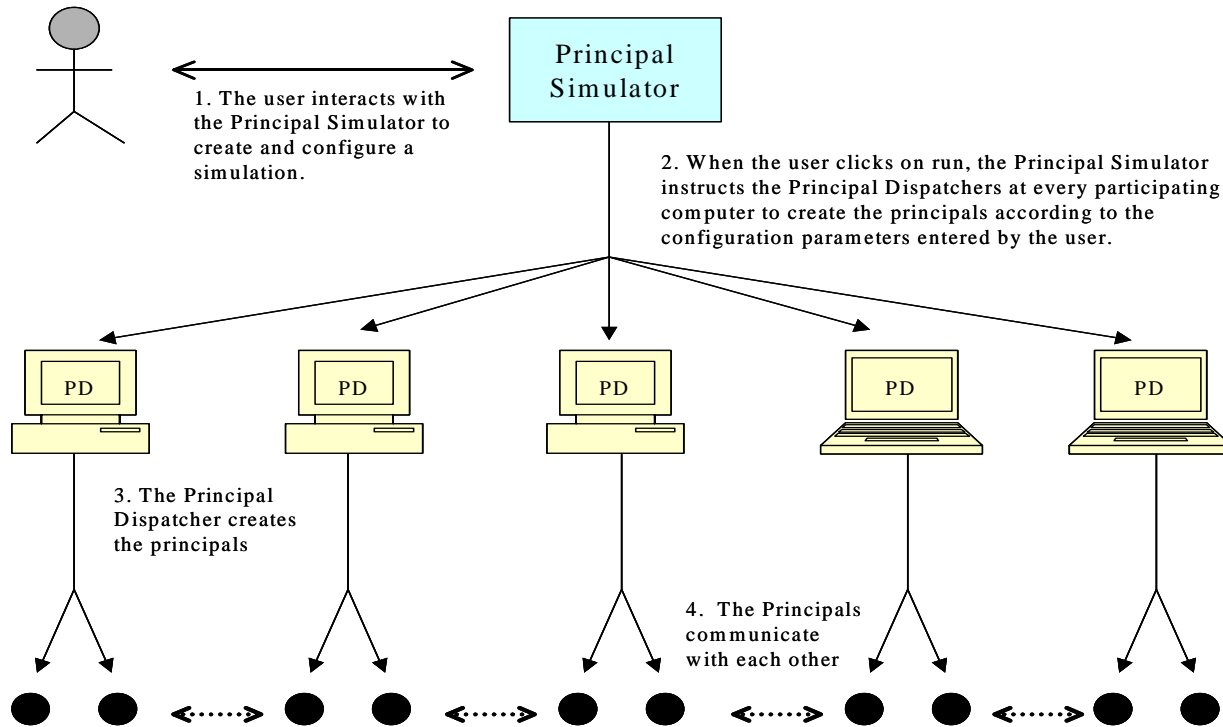 Principal
Simulator
1. The user interacts with
the Principal Simulator to
create and configure a
simulation.
2. When the user clicks on run, the Principal Simulator
instructs the Principal Dispatchers at every participating
computer to create the principals according to the
configuration parameters entered by the user.
PD
PD
PD
PD
PD
3. The Principal
Dispatcher creates
the principals
4. The Principals
communicate
with each other